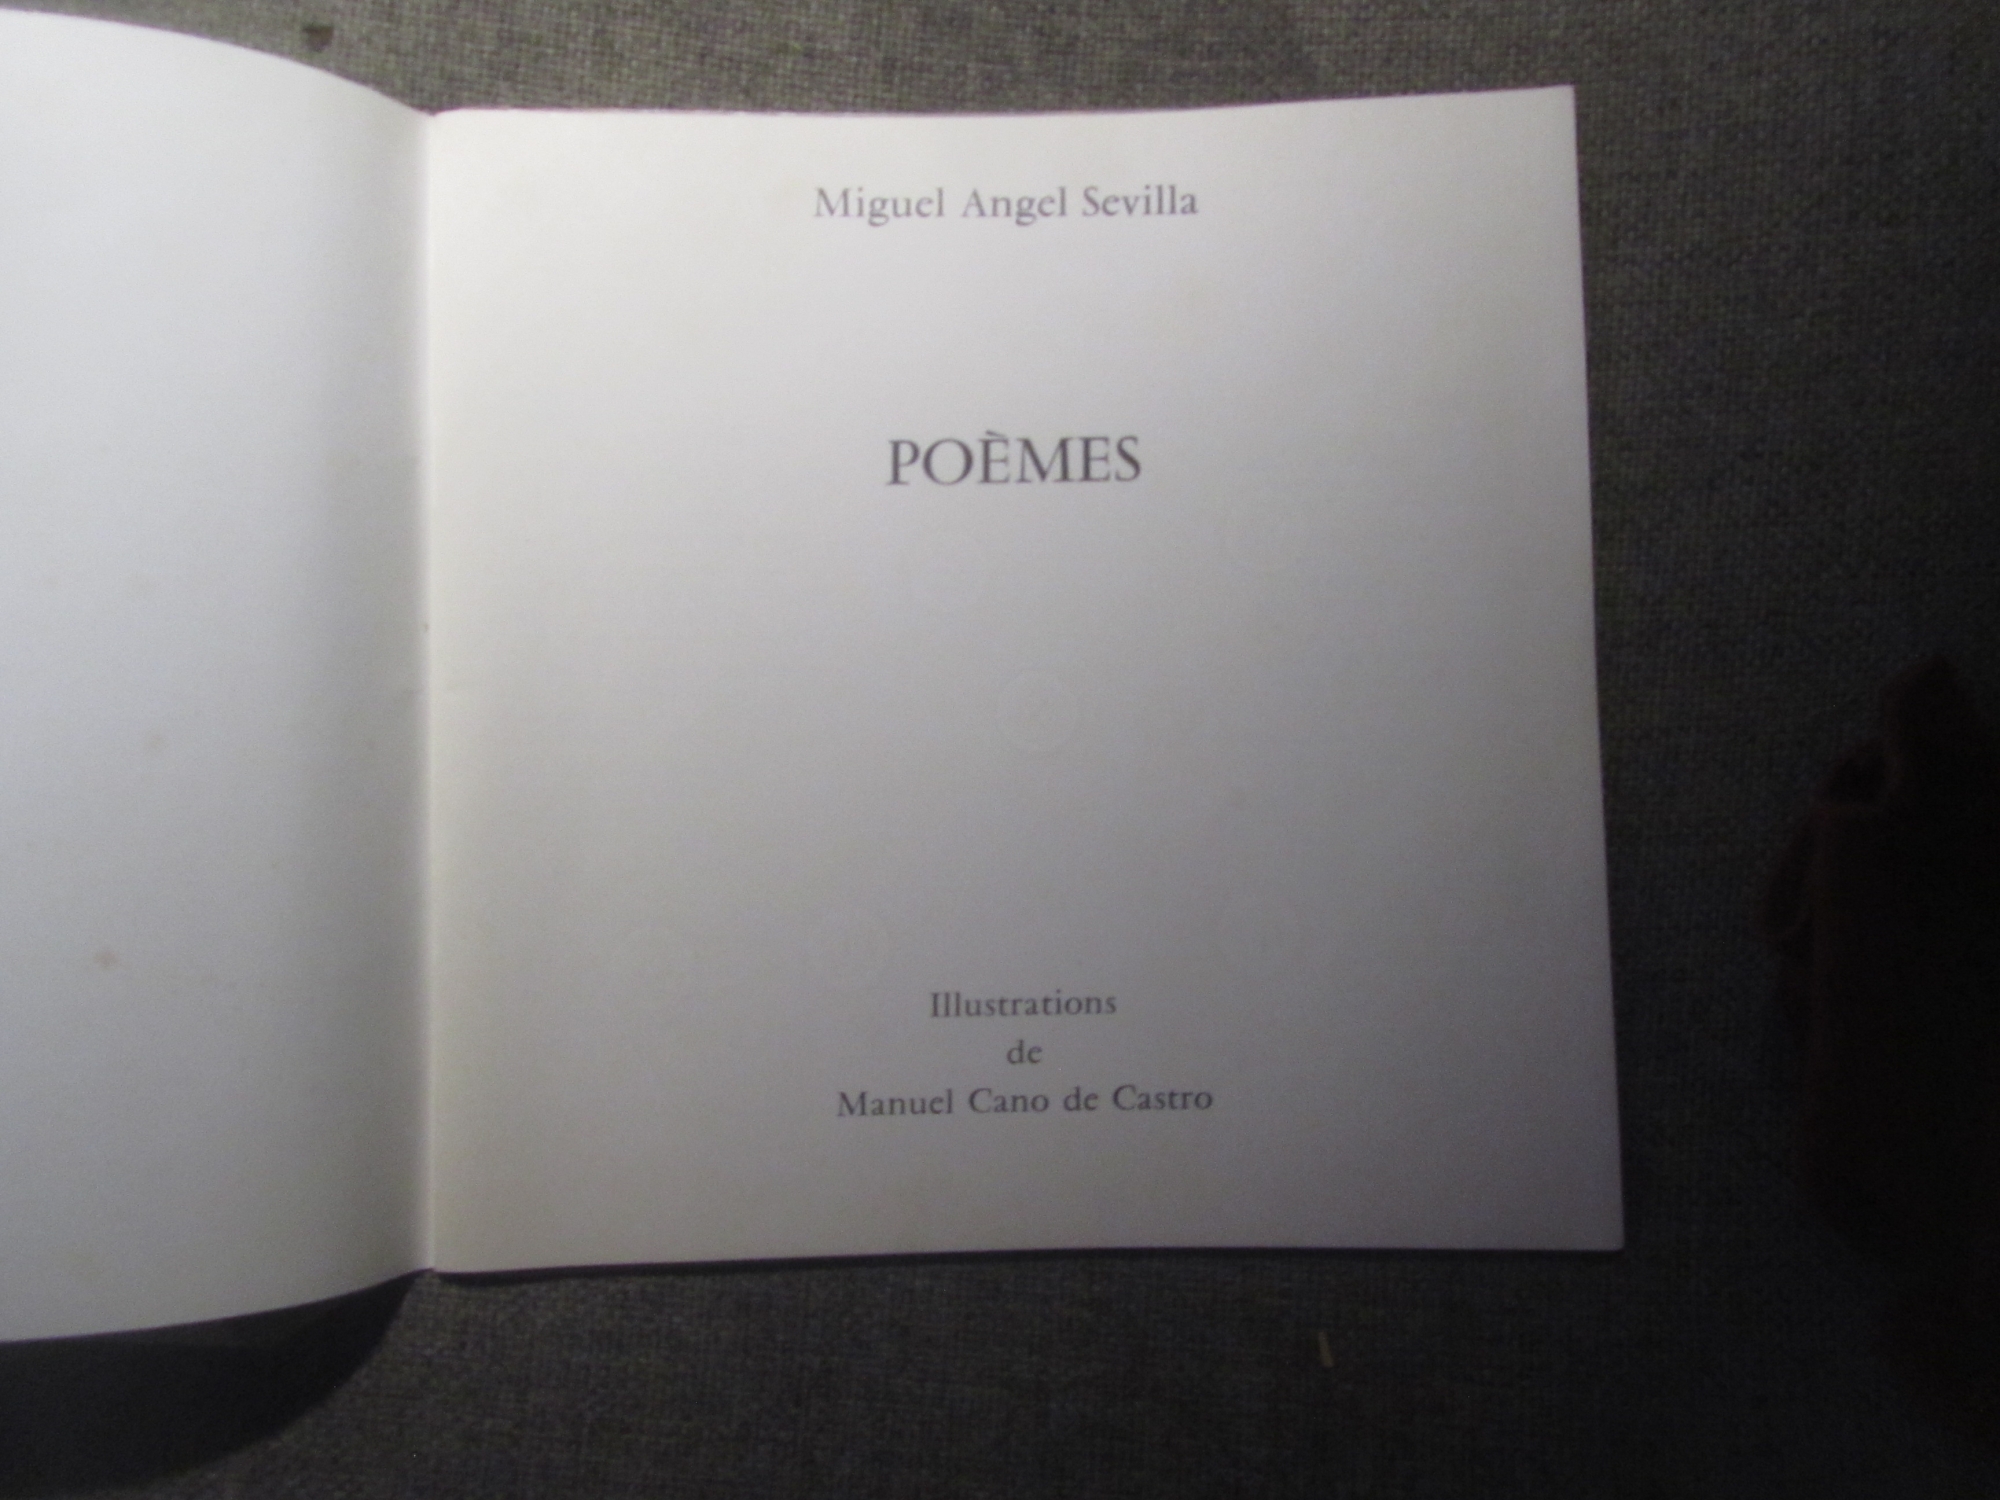 Miguel Angel Sevilla
POÈMES
Illustrations
de
Manuel Cano de Castro